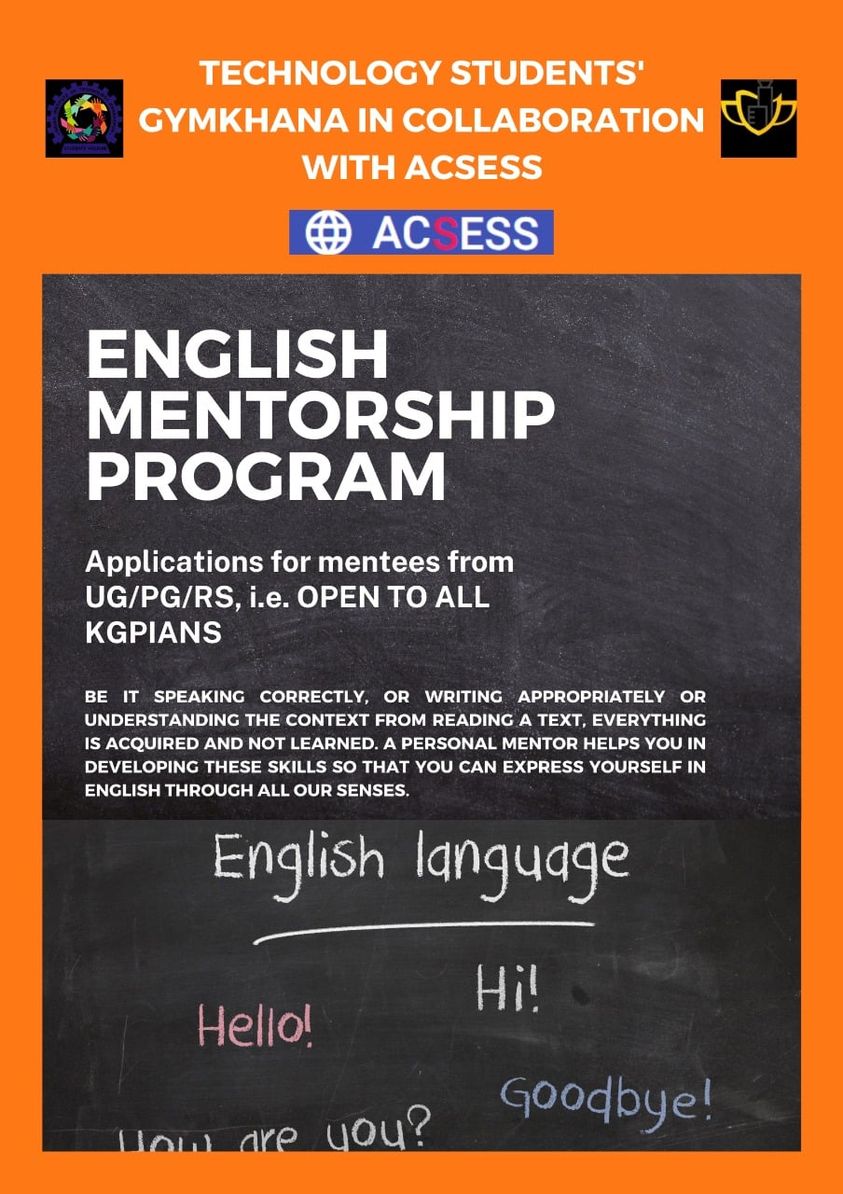 TECHNOLOGY STUDENTS'
GYMKHANA IN COLLABORATION
WITH ACSESS
ACSESS
ENGLISH
MENTORSHIP
PROGRAM
Applications for mentees from
UG/PG/RS, i.e. OPEN TO ALL
KGPIANS
BE IT SPEAKING CORRECTLY, OR WRITING APPROPRIATELY OR
UNDERSTANDING THE CONTEXT FROM READING A TEXT, EVERYTHING
IS ACQUIRED AND NOT LEARNED. A PERSONAL MENTOR HELPS YOU IN
DEVELOPING THESE SKILLS SO THAT YOU CAN EXPRESS YOURSELF IN
ENGLISH THROUGH ALL OUR SENSES.
English language
Hi!
Hello!
Goodbye!
How are you?